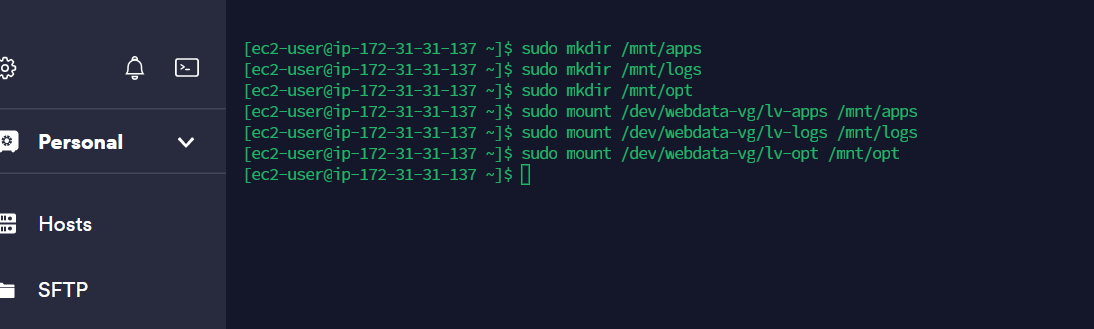 [ec2-user@ip-172-31-31-137 ~]$ sudo mkdir /mnt/apps
[ec2-user@ip-172-31-31-137 ~]$ sudo mkdir /mnt/logs
[ec2-user@ip-172-31-31-137 ~]$ sudo mkdir /mnt/opt
[ec2-user@ip-172-31-31-137 ~]$ sudo mount /dev/webdata-vg/lv-apps /mnt/apps
[ec2-user@ip-172-31-31-137 ~]$ sudo mount /dev/webdata-vg/lv-logs /mnt/logs
[ec2-user@ip-172-31-31-137 ~]$ sudo mount /dev/webdata-vg/lv-opt /mnt/opt
[ec2-user@ip-172-31-31-137 ~]$
Personal
Hosts
SFTP